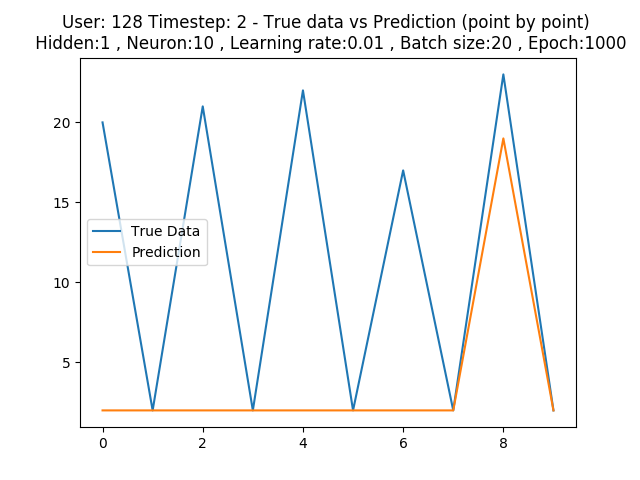 User: 128 Timestep: 2 - True data vs Prediction (point by point)
Hidden:1 , Neuron:10 , Learning rate:0.01 , Batch size:20 , Epoch:1000
20
15
True Data
Prediction
10
5
0 2 4 6 8